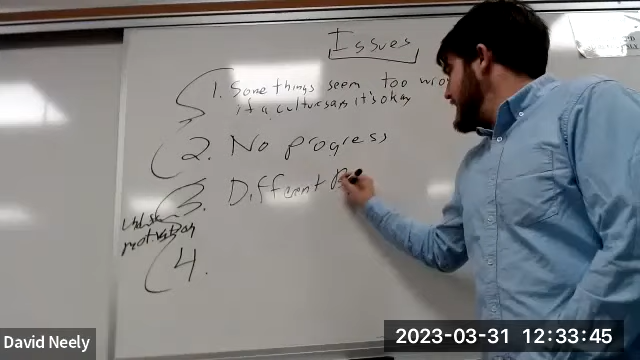 Issues
1. Some things seem too wro
if a culture says it's okay
2. No progress
3. Different
motivation
4.
David Neely
2023-03-31 12:33:45